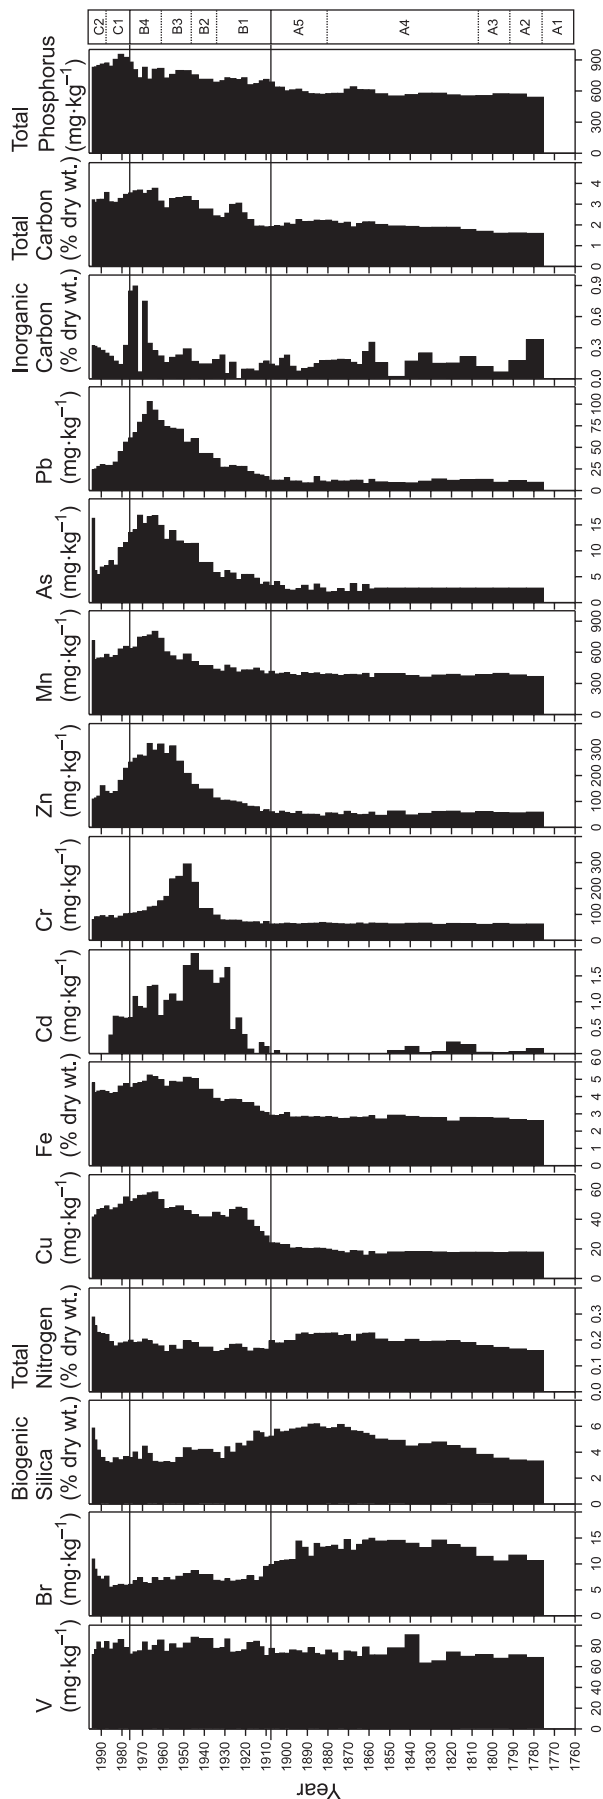 V
(mg·kg⁻¹)
Br
(mg·kg⁻¹)
Biogenic
Silica
(% dry wt.)
Total
Nitrogen
(% dry wt.)
Cu
(mg·kg⁻¹)
Fe
(% dry wt.)
Cd
(mg·kg⁻¹)
Cr
(mg·kg⁻¹)
Zn
(mg·kg⁻¹)
Mn
(mg·kg⁻¹)
As
(mg·kg⁻¹)
Pb
(mg·kg⁻¹)
Inorganic
Carbon
(% dry wt.)
Total
Carbon
(% dry wt.)
Total
Phosphorus
(mg·kg⁻¹)
Year
1990
1980
1970
1960
1950
1940
1930
1920
1910
1900
1890
1880
1870
1860
1850
1840
1830
1820
1810
1800
1790
1780
1770
1760
C2
C1
B4
B3
B2
B1
A5
A4
A3
A2
A1
0 20 40 60 80
0 5 10 15
0 2 4 6
0.0 0.1 0.2 0.3
0 20 40 60
0 1 2 3 4 5 6
0.0 0.5 1.0 1.5
0 100 200 300
0 100 200 300
0 300 600 900
0 5 10 15
0 25 50 75 100
0.0 0.3 0.6 0.9
0 1 2 3 4
0 300 600 900